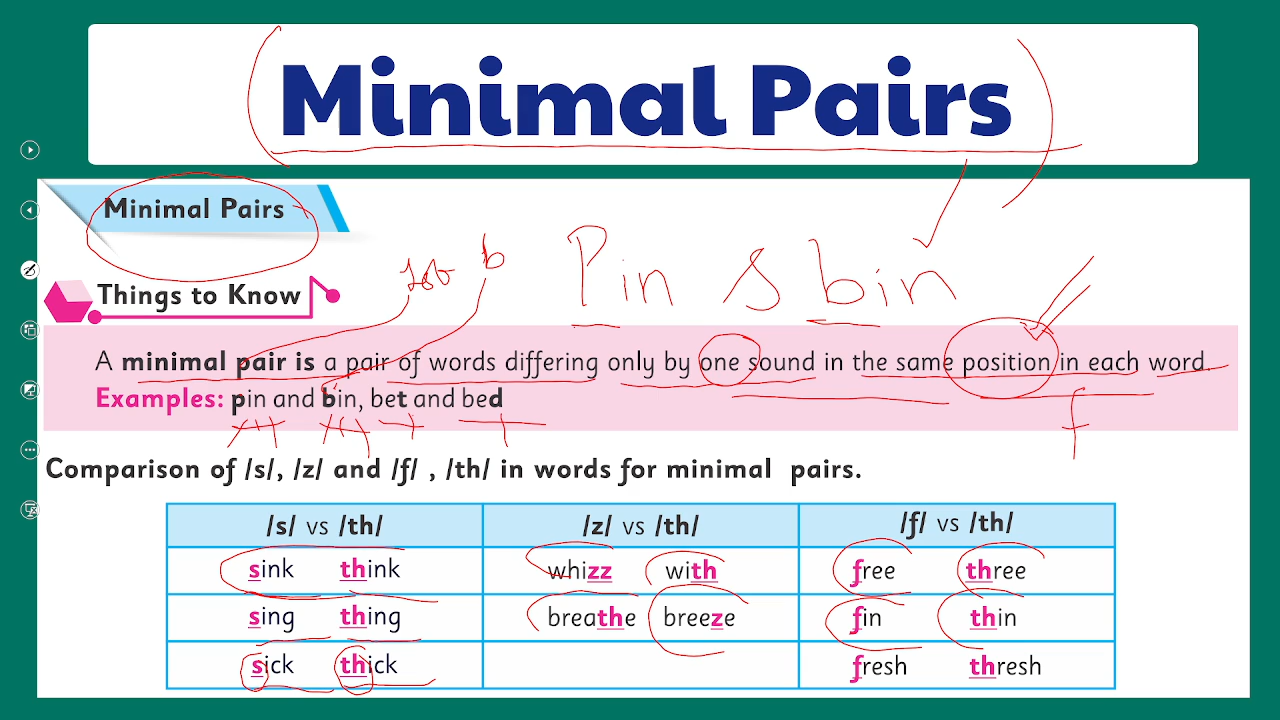 Minimal Pairs
Minimal Pairs
b
Pin s bin
Things to Know
A minimal pair is a pair of words differing only by one sound in the same position in each word.
Examples: pin and bin, bet and bed
f
Comparison of /s/, /z/ and /f/ , /th/ in words for minimal pairs.
/s/ vs /th/ /z/ vs /th/ /f/ vs /th/
sink think whizz with free three
sing thing breathe breeze fin thin
sick thick fresh thresh